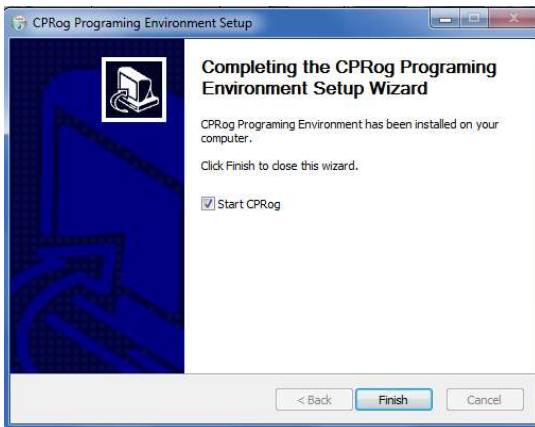 CPRog Programing Environment Setup
Completing the CPRog Programing
Environment Setup Wizard
CPRog Programing Environment has been installed on your
computer.
Click Finish to close this wizard.
Start CPRog
< Back
Finish
Cancel